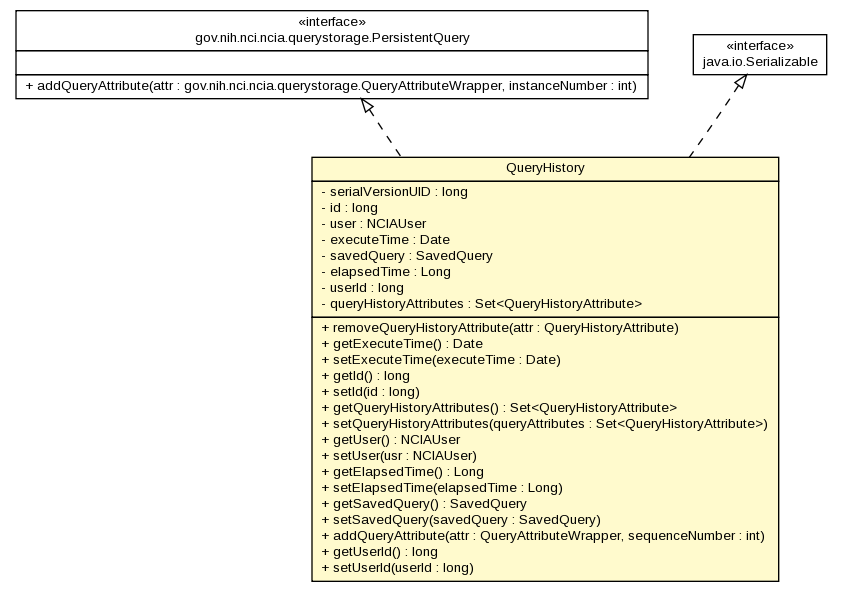 «interface»
gov.nih.nci.ncia.querystorage.PersistentQuery
+ addQueryAttribute(attr : gov.nih.nci.ncia.querystorage.QueryAttributeWrapper, instanceNumber : int)
«interface»
java.io.Serializable
QueryHistory
- serialVersionUID : long
- id : long
- user : NCIAUser
- executeTime : Date
- savedQuery : SavedQuery
- elapsedTime : Long
- userId : long
- queryHistoryAttributes : Set<QueryHistoryAttribute>
+ removeQueryHistoryAttribute(attr : QueryHistoryAttribute)
+ getExecuteTime() : Date
+ setExecuteTime(executeTime : Date)
+ getId() : long
+ setId(id : long)
+ getQueryHistoryAttributes() : Set<QueryHistoryAttribute>
+ setQueryHistoryAttributes(queryAttributes : Set<QueryHistoryAttribute>)
+ getUser() : NCIAUser
+ setUser(usr : NCIAUser)
+ getElapsedTime() : Long
+ setElapsedTime(elapsedTime : Long)
+ getSavedQuery() : SavedQuery
+ setSavedQuery(savedQuery : SavedQuery)
+ addQueryAttribute(attr : QueryAttributeWrapper, sequenceNumber : int)
+ getUserId() : long
+ setUserId(userId : long)